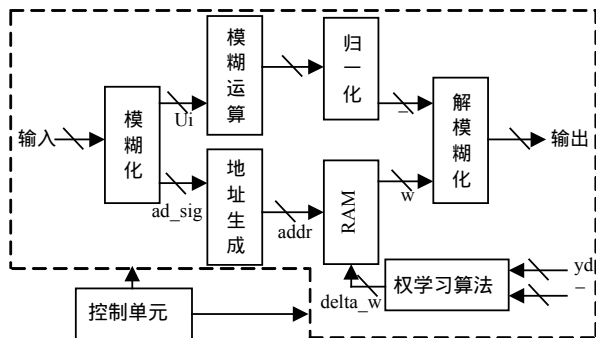 输入
模糊化
Ui
ad_sig
模糊运算
地址生成
addr
归一化
_
RAM
w
解模糊化
输出
delta_w
权学习算法
yd
_
控制单元